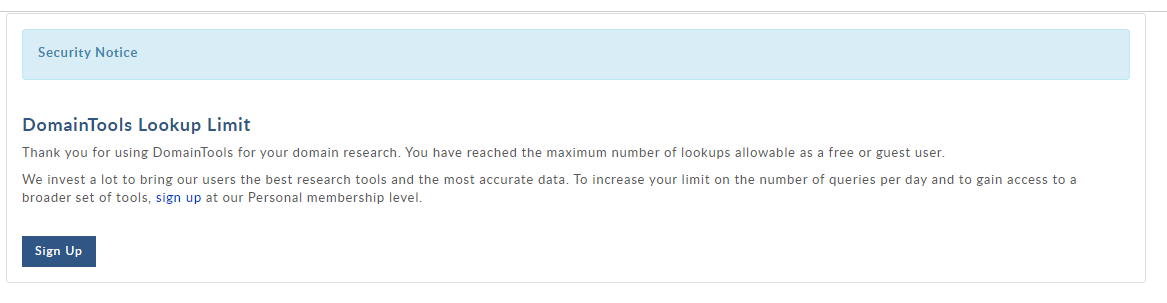 Security Notice
DomainTools Lookup Limit
Thank you for using DomainTools for your domain research. You have reached the maximum number of lookups allowable as a free or guest user.
We invest a lot to bring our users the best research tools and the most accurate data. To increase your limit on the number of queries per day and to gain access to a
broader set of tools, sign up at our Personal membership level.
Sign Up